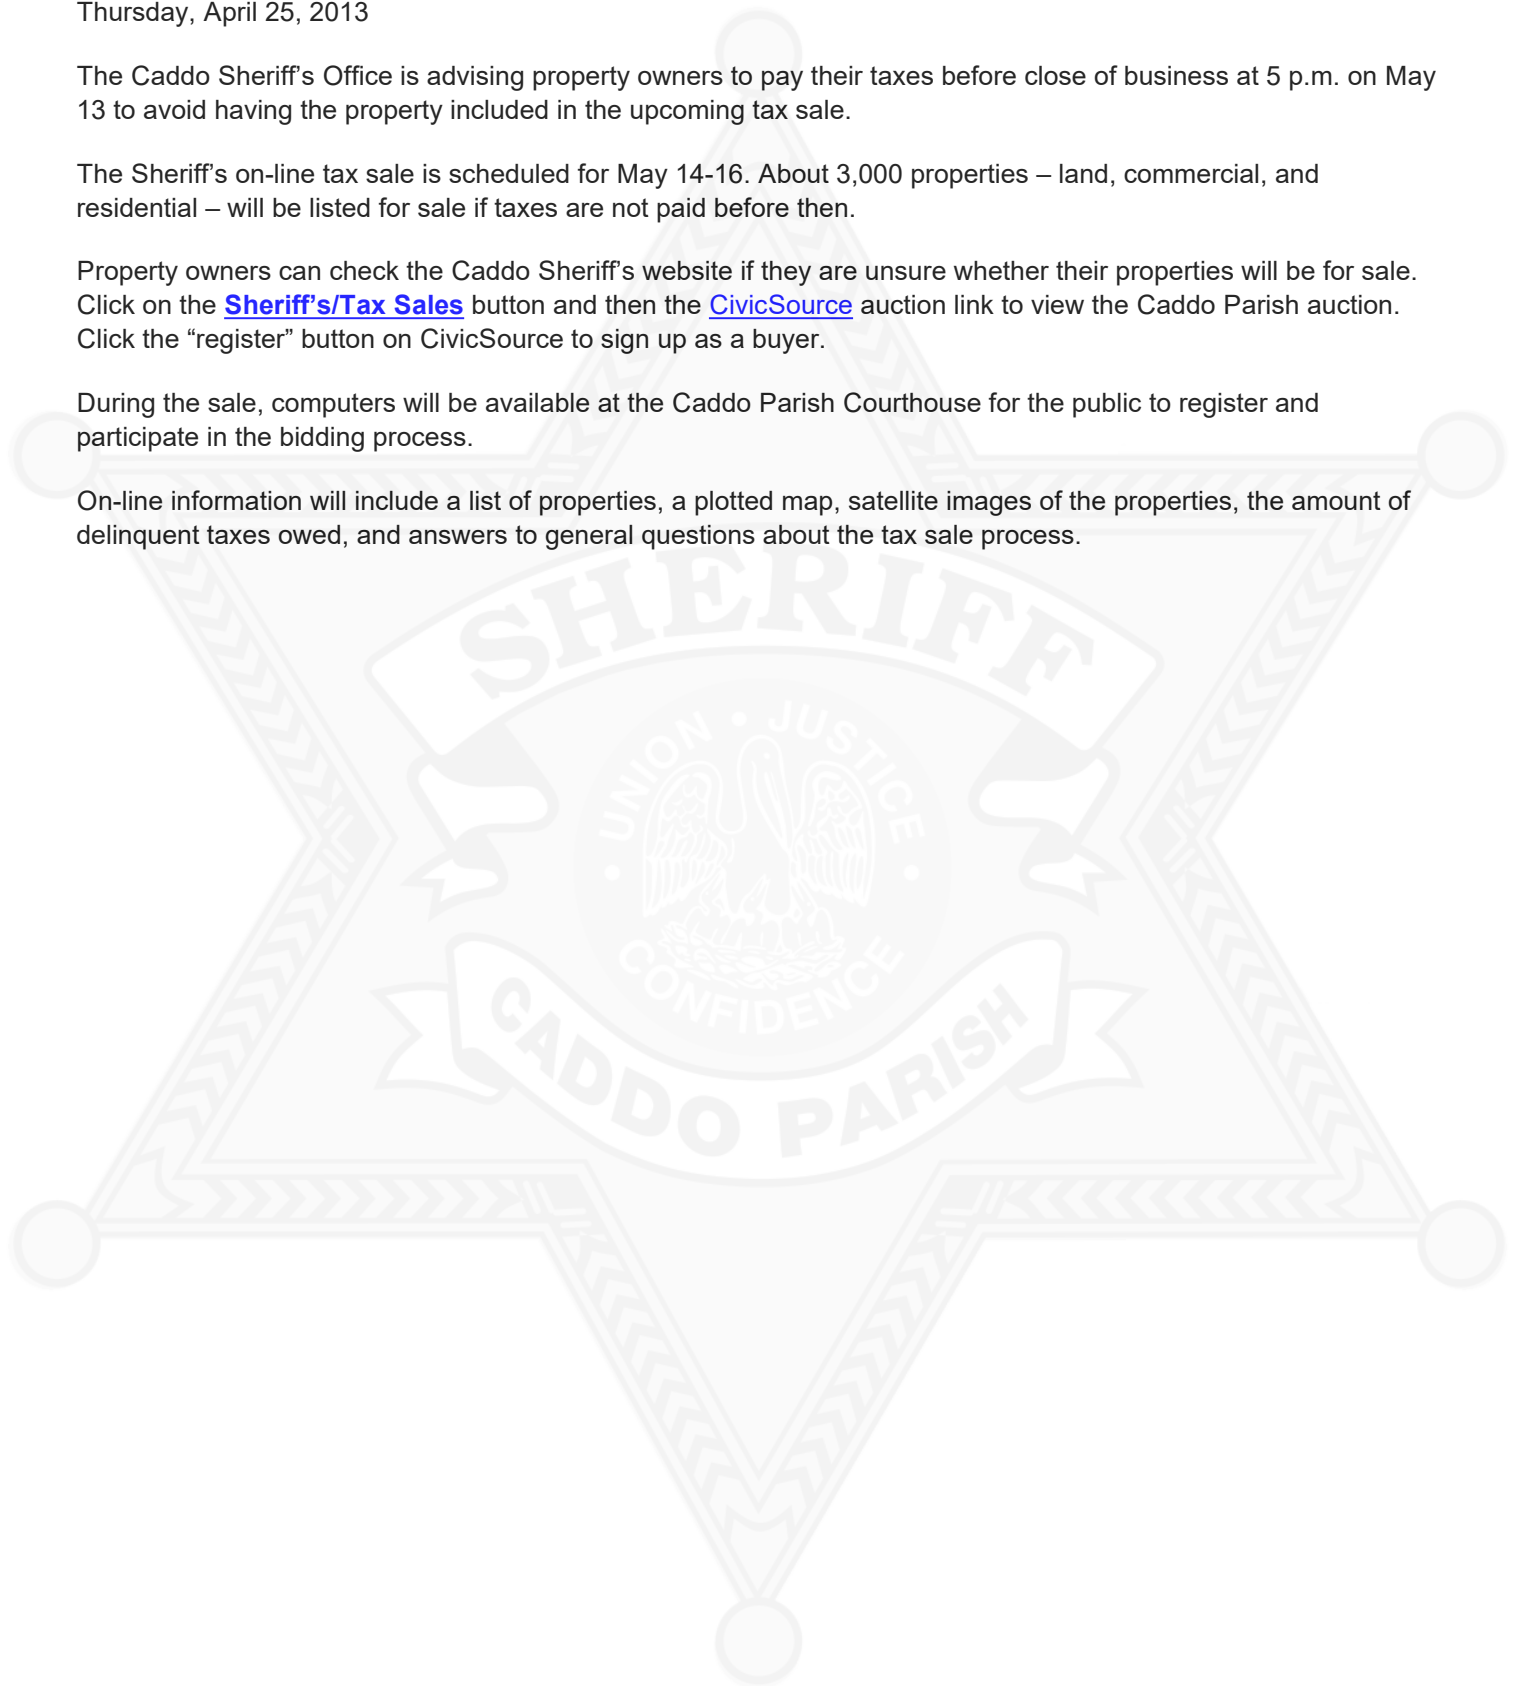 Thursday, April 25, 2013
The Caddo Sheriff’s Office is advising property owners to pay their taxes before close of business at 5 p.m. on May
13 to avoid having the property included in the upcoming tax sale.
The Sheriff’s on-line tax sale is scheduled for May 14-16. About 3,000 properties – land, commercial, and
residential – will be listed for sale if taxes are not paid before then.
Property owners can check the Caddo Sheriff’s website if they are unsure whether their properties will be for sale.
Click on the Sheriff’s/Tax Sales button and then the CivicSource auction link to view the Caddo Parish auction.
Click the “register” button on CivicSource to sign up as a buyer.
During the sale, computers will be available at the Caddo Parish Courthouse for the public to register and
participate in the bidding process.
On-line information will include a list of properties, a plotted map, satellite images of the properties, the amount of
delinquent taxes owed, and answers to general questions about the tax sale process.
SHERIFF
UNION • JUSTICE
• CONFIDENCE •
CADDO PARISH